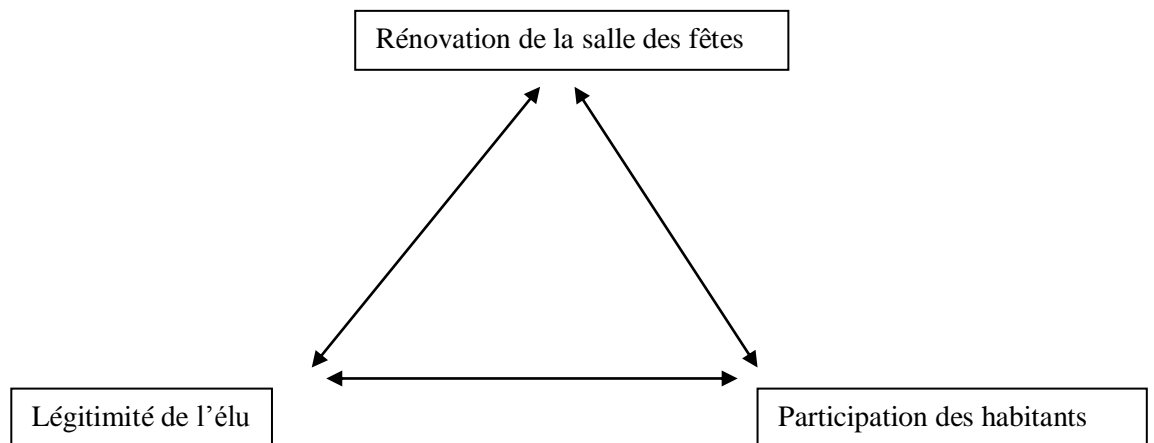 Rénovation de la salle des fêtes
Légitimité de l’élu
Participation des habitants